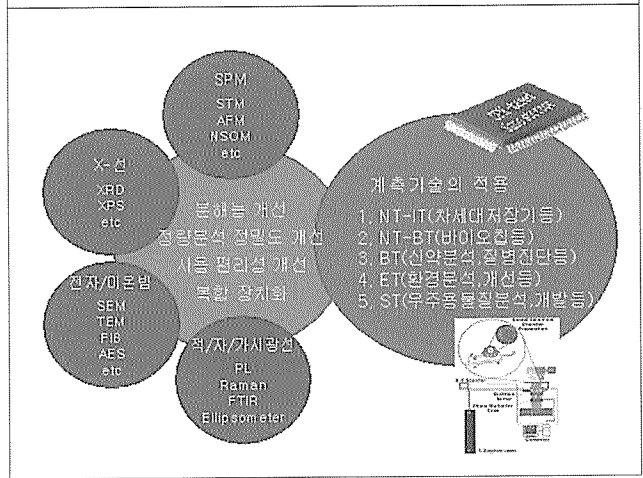 SPM
STM
AFM
NSOM
etc
X-선
XRD
XPS
etc
분해능 개선
정량분석 정밀도 개선
사용 편리성 개선
복합 장치화
전자/이온빔
SEM
TEM
FIB
AES
etc
적/자/가시광선
PL
Raman
FTIR
Ellipsometer
계측기술의 적용
1. NT-IT(차세대저장기등)
2. NT-BT(바이오칩등)
3. BT(신약분석,질병진단등)
4. ET(환경분석,개선등)
5. ST(우주용물질분석,개발등)